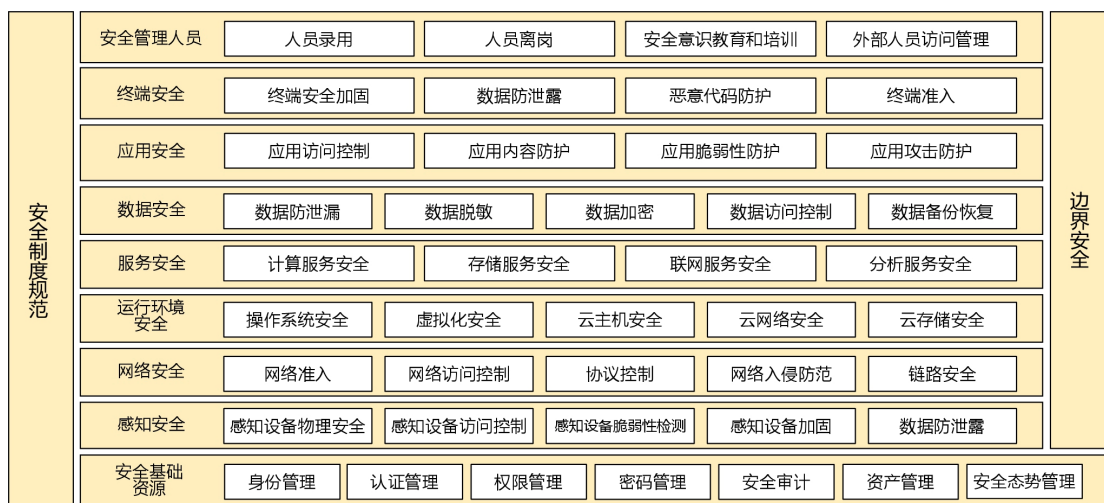 安全制度规范
安全管理人员
人员录用
人员离岗
安全意识教育和培训
外部人员访问管理
终端安全
终端安全加固
数据防泄露
恶意代码防护
终端准入
应用安全
应用访问控制
应用内容防护
应用脆弱性防护
应用攻击防护
数据安全
数据防泄漏
数据脱敏
数据加密
数据访问控制
数据备份恢复
服务安全
计算服务安全
存储服务安全
联网服务安全
分析服务安全
运行环境
安全
操作系统安全
虚拟化安全
云主机安全
云网络安全
云存储安全
网络安全
网络准入
网络访问控制
协议控制
网络入侵防范
链路安全
感知安全
感知设备物理安全
感知设备访问控制
感知设备脆弱性检测
感知设备加固
数据防泄露
安全基础
资源
身份管理
认证管理
权限管理
密码管理
安全审计
资产管理
安全态势管理
边界安全